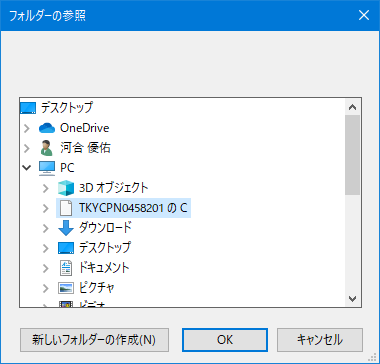 フォルダーの参照
デスクトップ
OneDrive
河合 優佑
PC
3D オブジェクト
TKYCPN0458201 の C
ダウンロード
デスクトップ
ドキュメント
ピクチャ
ビデオ
新しいフォルダーの作成(N)
OK
キャンセル